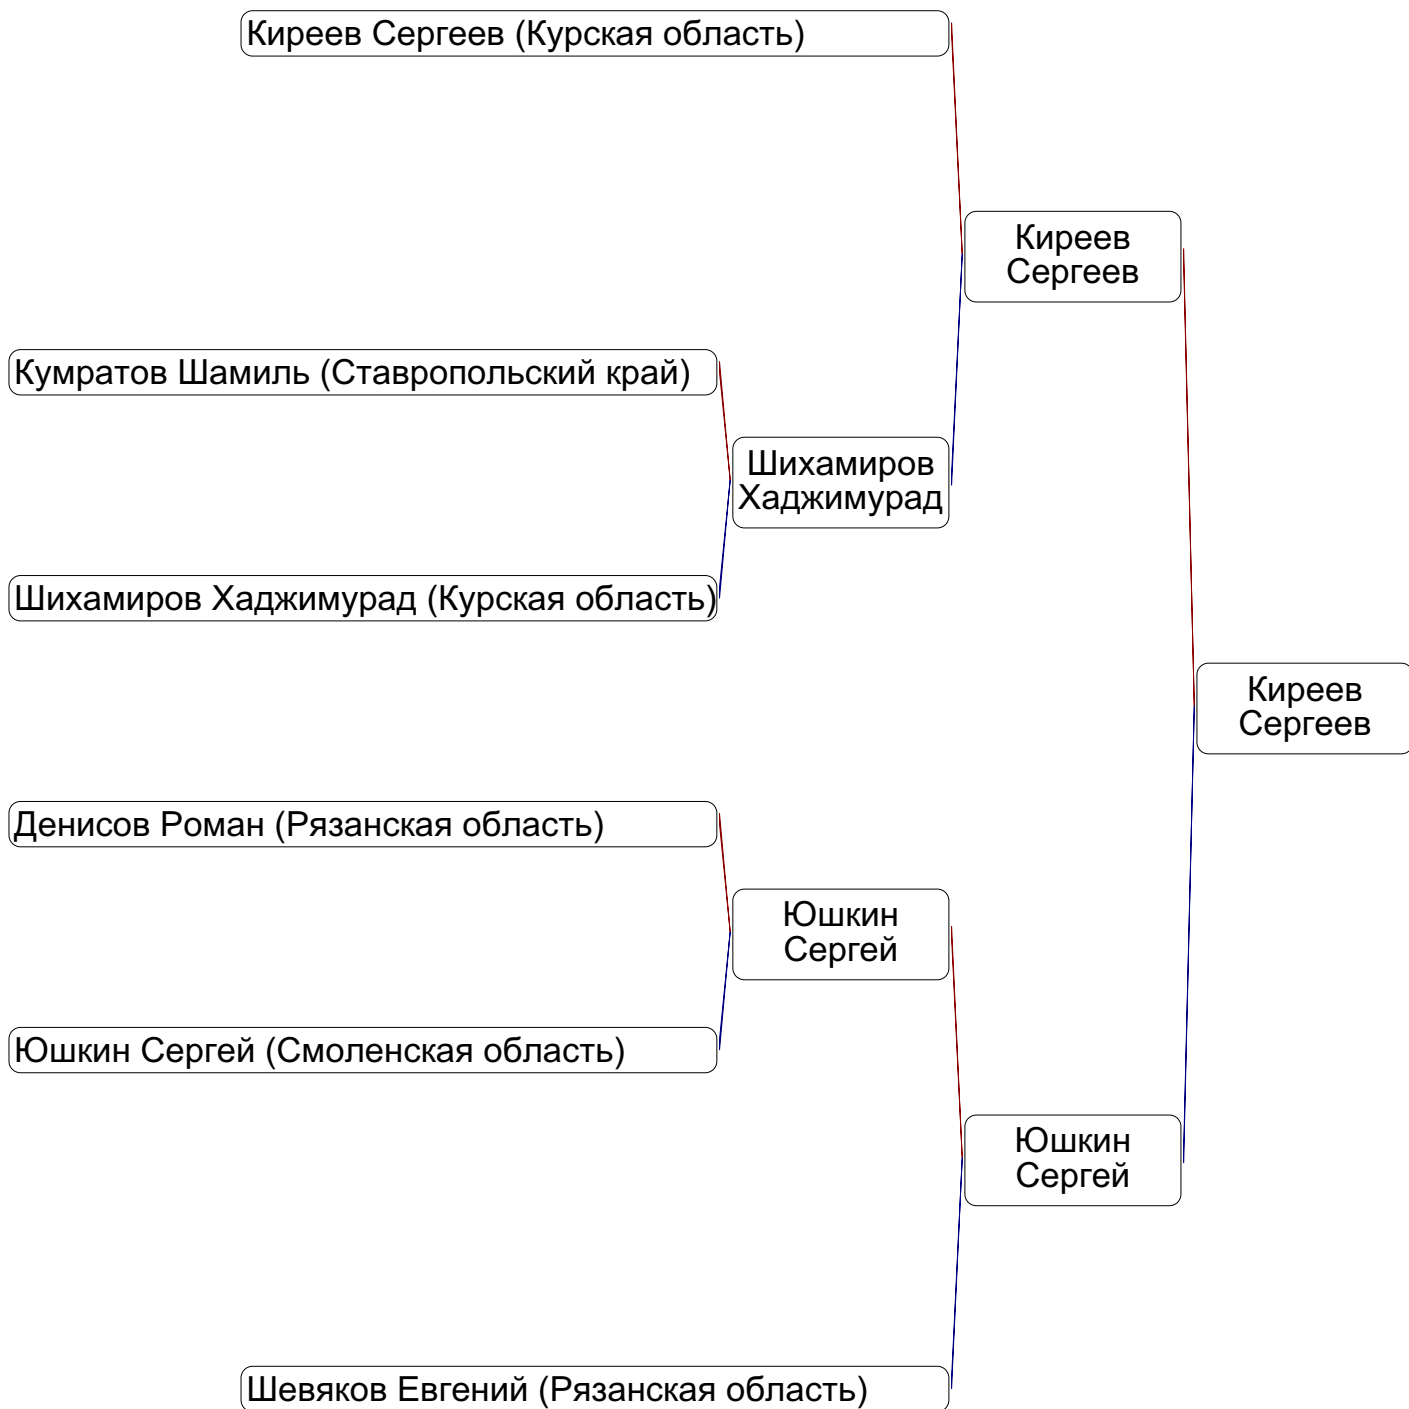 Киреев Сергеев (Курская область)
Киреев
Сергеев
Кумратов Шамиль (Ставропольский край)
Шихамиров
Хаджимурад
Шихамиров Хаджимурад (Курская область)
Киреев
Сергеев
Денисов Роман (Рязанская область)
Юшкин
Сергей
Юшкин Сергей (Смоленская область)
Юшкин
Сергей
Шевяков Евгений (Рязанская область)